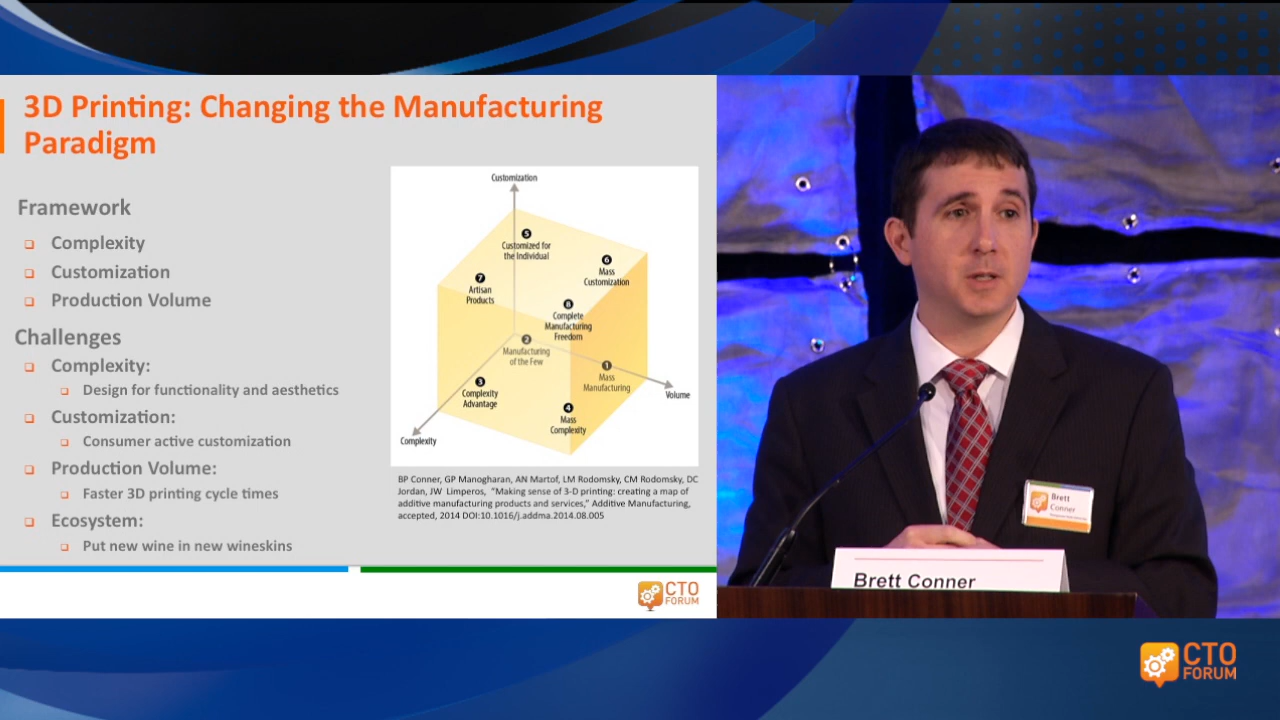 3D Printing: Changing the Manufacturing
Paradigm
Framework
❑ Complexity
❑ Customization
❑ Production Volume
Challenges
❑ Complexity:
❑ Design for functionality and aesthetics
❑ Customization:
❑ Consumer active customization
❑ Production Volume:
❑ Faster 3D printing cycle times
❑ Ecosystem:
❑ Put new wine in new wineskins
Customization
5
Customized for
the Individual
6
Mass
Customization
7
Artisan
Products
8
Complete
Manufacturing
Freedom
2
Manufacturing
of the Few
1
Mass
Manufacturing
3
Complexity
Advantage
4
Mass
Complexity
Volume
Complexity
BP Conner, GP Manogharan, AN Martof, LM Rodomsky, CM Rodomsky, DC
Jordan, JW Limperos, "Making sense of 3-D printing: creating a map of
additive manufacturing products and services," Additive Manufacturing,
accepted, 2014 DOI:10.1016/j.addma.2014.08.005
CTO
FORUM
Brett
Conner
Brett Conner
CTO
FORUM